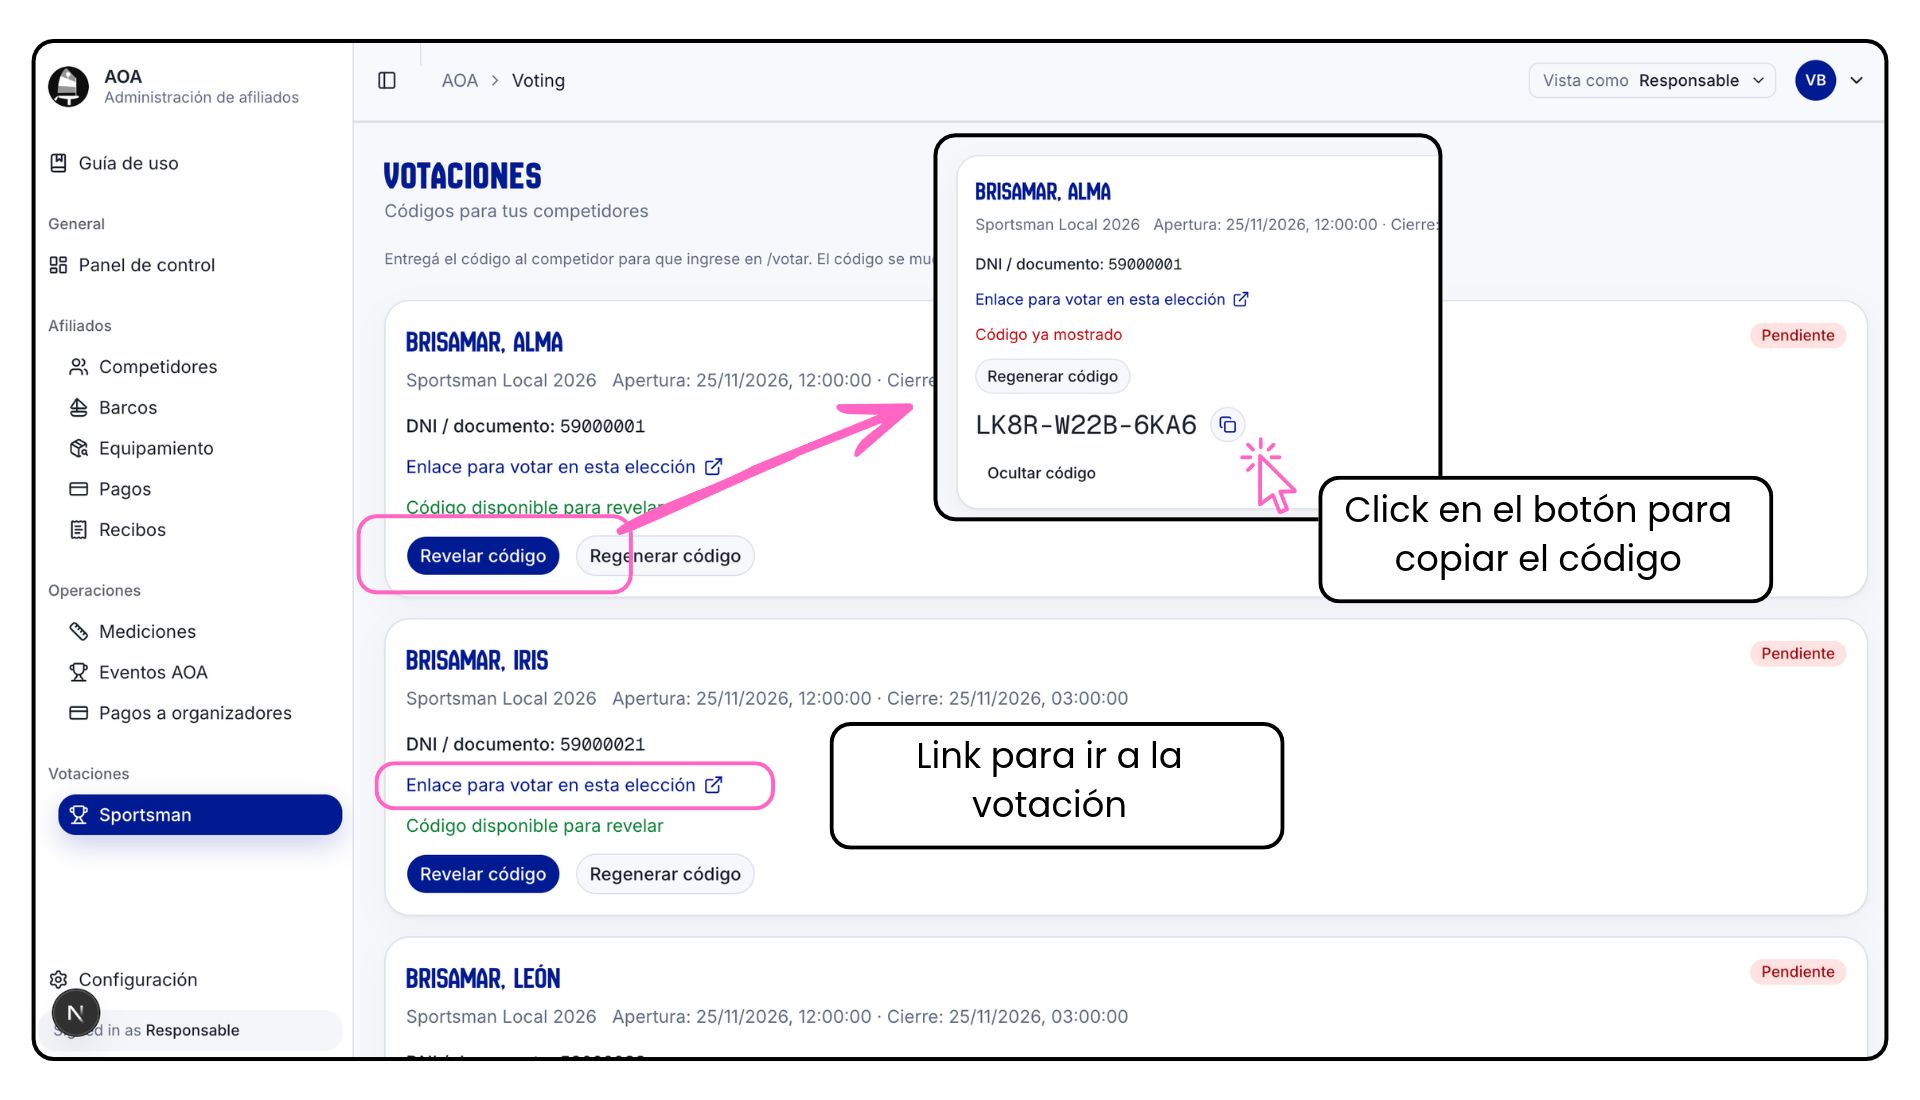 AOA
Administración de afiliados
Guía de uso
General
Panel de control
Afiliados
Competidores
Barcos
Equipamiento
Pagos
Recibos
Operaciones
Mediciones
Eventos AOA
Pagos a organizadores
Votaciones
Sportsman
Configuración
N
in as Responsable
AOA > Voting
Vista como Responsable
VB
VOTACIONES
Códigos para tus competidores
Entregá el código al competidor para que ingrese en /votar. El código se
BRISAMAR, ALMA
Pendiente
Sportsman Local 2026 Apertura: 25/11/2026, 12:00:00 · Cierre
DNI / documento: 59000001
Enlace para votar en esta elección
Código disponible para revelar
Revelar código
Regenerar código
BRISAMAR, ALMA
Sportsman Local 2026 Apertura: 25/11/2026, 12:00:00 · Cierre:
DNI / documento: 59000001
Enlace para votar en esta elección
Código ya mostrado
Regenerar código
LK8R-W22B-6KA6
Ocultar código
Click en el botón para
copiar el código
BRISAMAR, IRIS
Pendiente
Sportsman Local 2026 Apertura: 25/11/2026, 12:00:00 · Cierre: 25/11/2026, 03:00:00
DNI / documento: 59000021
Enlace para votar en esta elección
Código disponible para revelar
Revelar código
Regenerar código
Link para ir a la
votación
BRISAMAR, LEÓN
Pendiente
Sportsman Local 2026 Apertura: 25/11/2026, 12:00:00 · Cierre: 25/11/2026, 03:00:00